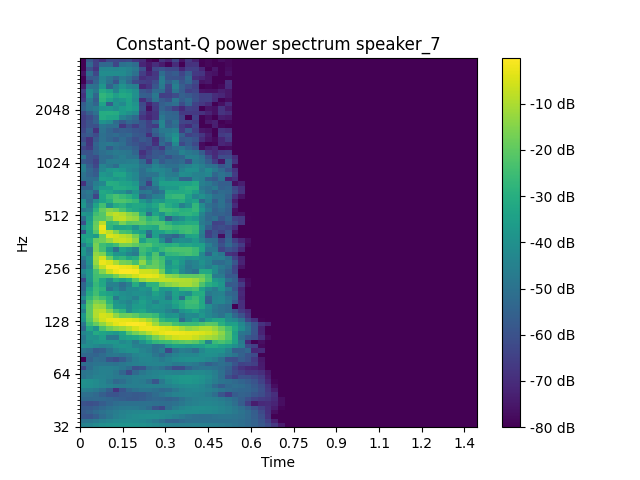 Constant-Q power spectrum speaker_7
Hz
2048
1024
512
256
128
64
32
0 0.15 0.3 0.45 0.6 0.75 0.9 1.1 1.2 1.4
Time
-10 dB
-20 dB
-30 dB
-40 dB
-50 dB
-60 dB
-70 dB
-80 dB